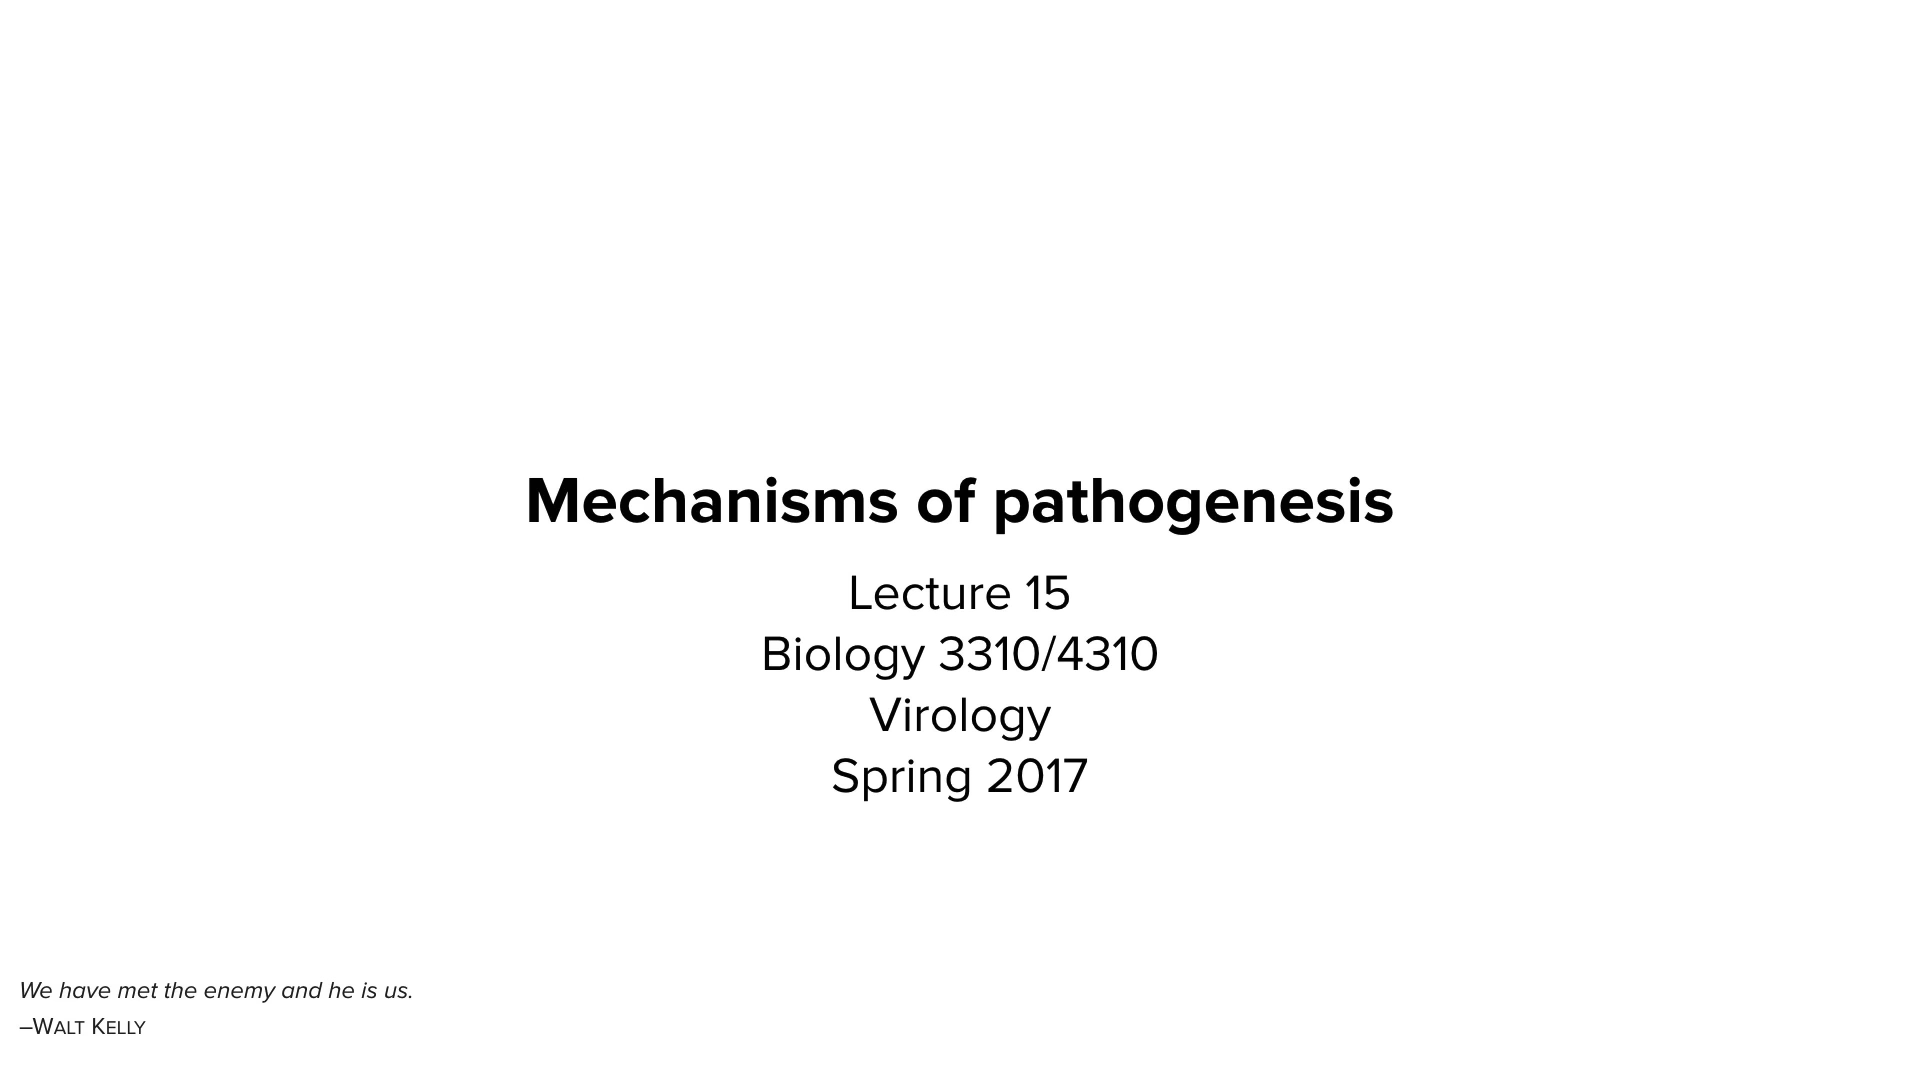 Mechanisms of pathogenesis
Lecture 15
Biology 3310/4310
Virology
Spring 2017
We have met the enemy and he is us.
–WALT KELLY